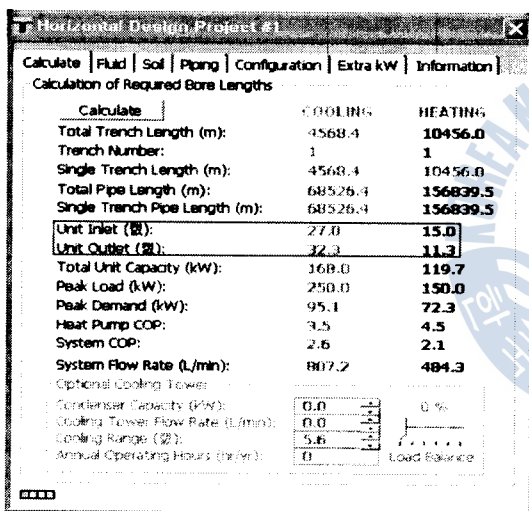 Horizontal Design Project #1
Calculate Fluid Soil Piping Configuration Extra kW Information
Calculation of Required Bore Lengths
Calculate COOLING HEATING
Total Trench Length (m): 4568.4 10456.0
Trench Number: 1 1
Single Trench Length (m): 4568.4 10456.0
Total Pipe Length (m): 68526.4 156839.5
Single Trench Pipe Length (m): 68526.4 156839.5
Unit Inlet (캜): 27.0 15.0
Unit Outlet (캜): 32.3 11.3
Total Unit Capacity (kW): 168.0 119.7
Peak Load (kW): 250.0 150.0
Peak Demand (kW): 95.1 72.3
Heat Pump COP: 3.5 4.5
System COP: 2.6 2.1
System Flow Rate (L/min): 807.2 484.3
Optional Cooling Tower
Condenser Capacity (kW): 0.0 0 %
Cooling Tower Flow Rate (L/min): 0.0
Cooling Range (캜): 5.6
Annual Operating Hours (hr/yr): 0 Load Balance